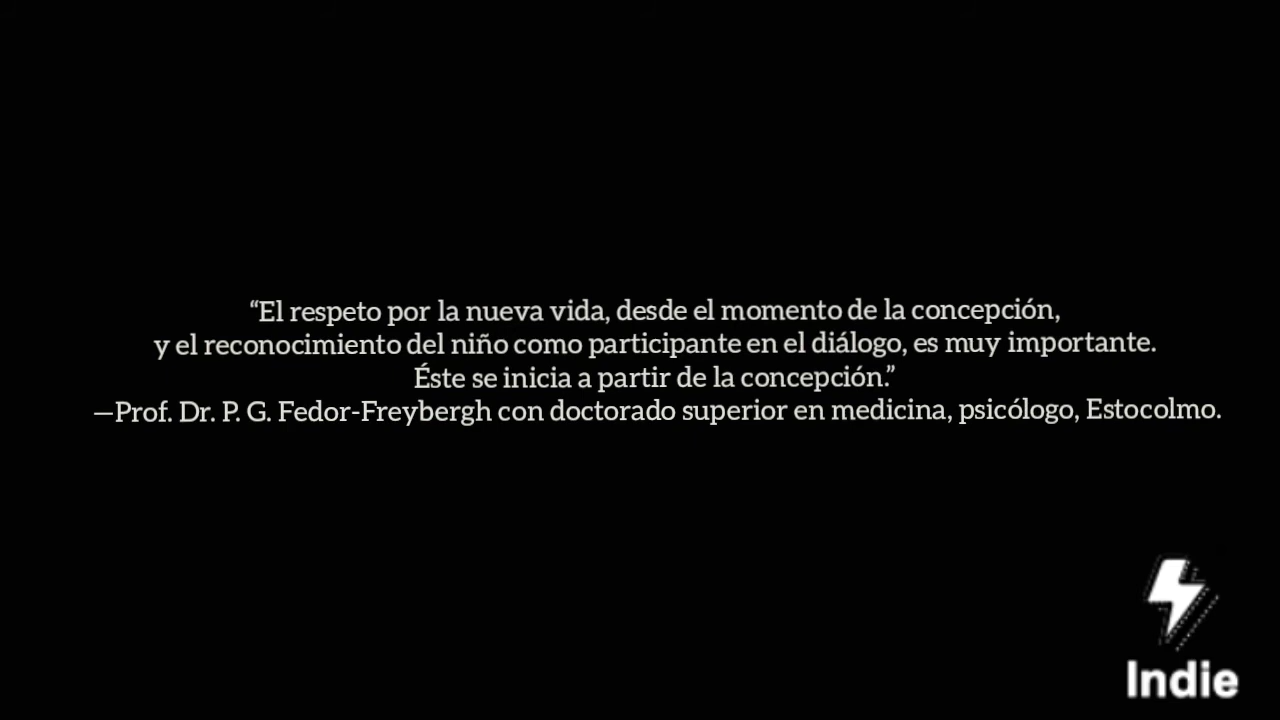 “El respeto por la nueva vida, desde el momento de la concepción,
y el reconocimiento del niño como participante en el diálogo, es muy importante.
Éste se inicia a partir de la concepción.”
—Prof. Dr. P. G. Fedor-Freybergh con doctorado superior en medicina, psicólogo, Estocolmo.
Indie